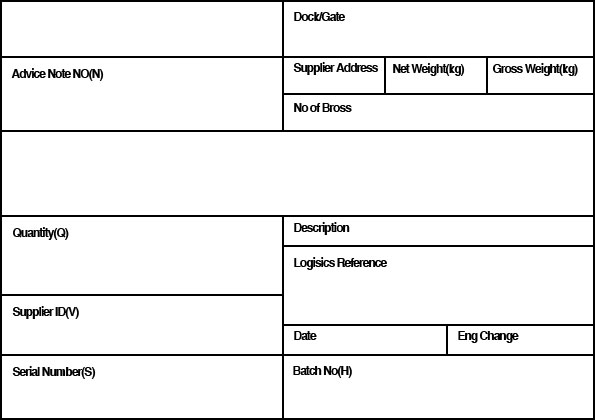 Dock/Gate
Advice Note NO(N)
Supplier Address
Net Weight(kg)
Gross Weight(kg)
No of Bross
Quantity(Q)
Description
Logisics Reference
Supplier ID(V)
Date
Eng Change
Serial Number(S)
Batch No(H)